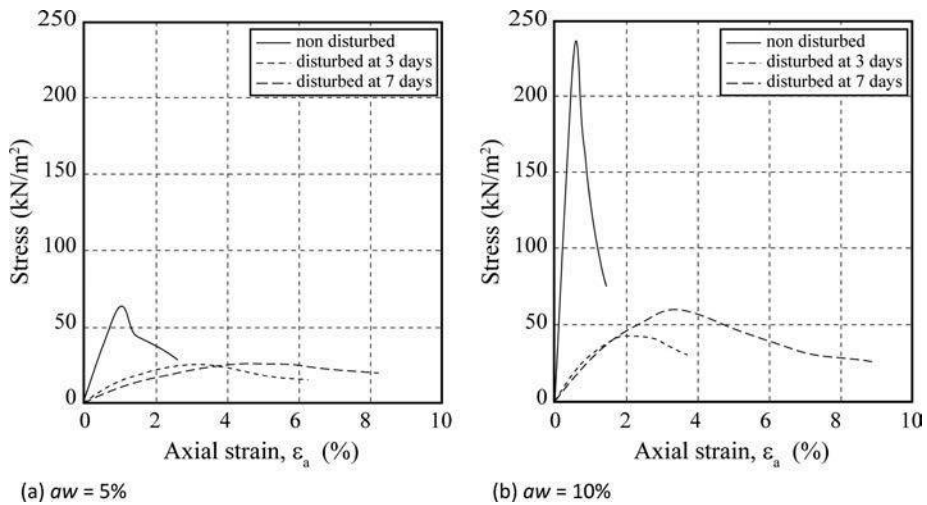 250
200
150
100
50
0
Stress (kN/m²)
non disturbed
disturbed at 3 days
disturbed at 7 days
0 2 4 6 8 10
Axial strain, εa (%)
(a) aw = 5%
250
200
150
100
50
0
Stress (kN/m²)
non disturbed
disturbed at 3 days
disturbed at 7 days
0 2 4 6 8 10
Axial strain, εa (%)
(b) aw = 10%